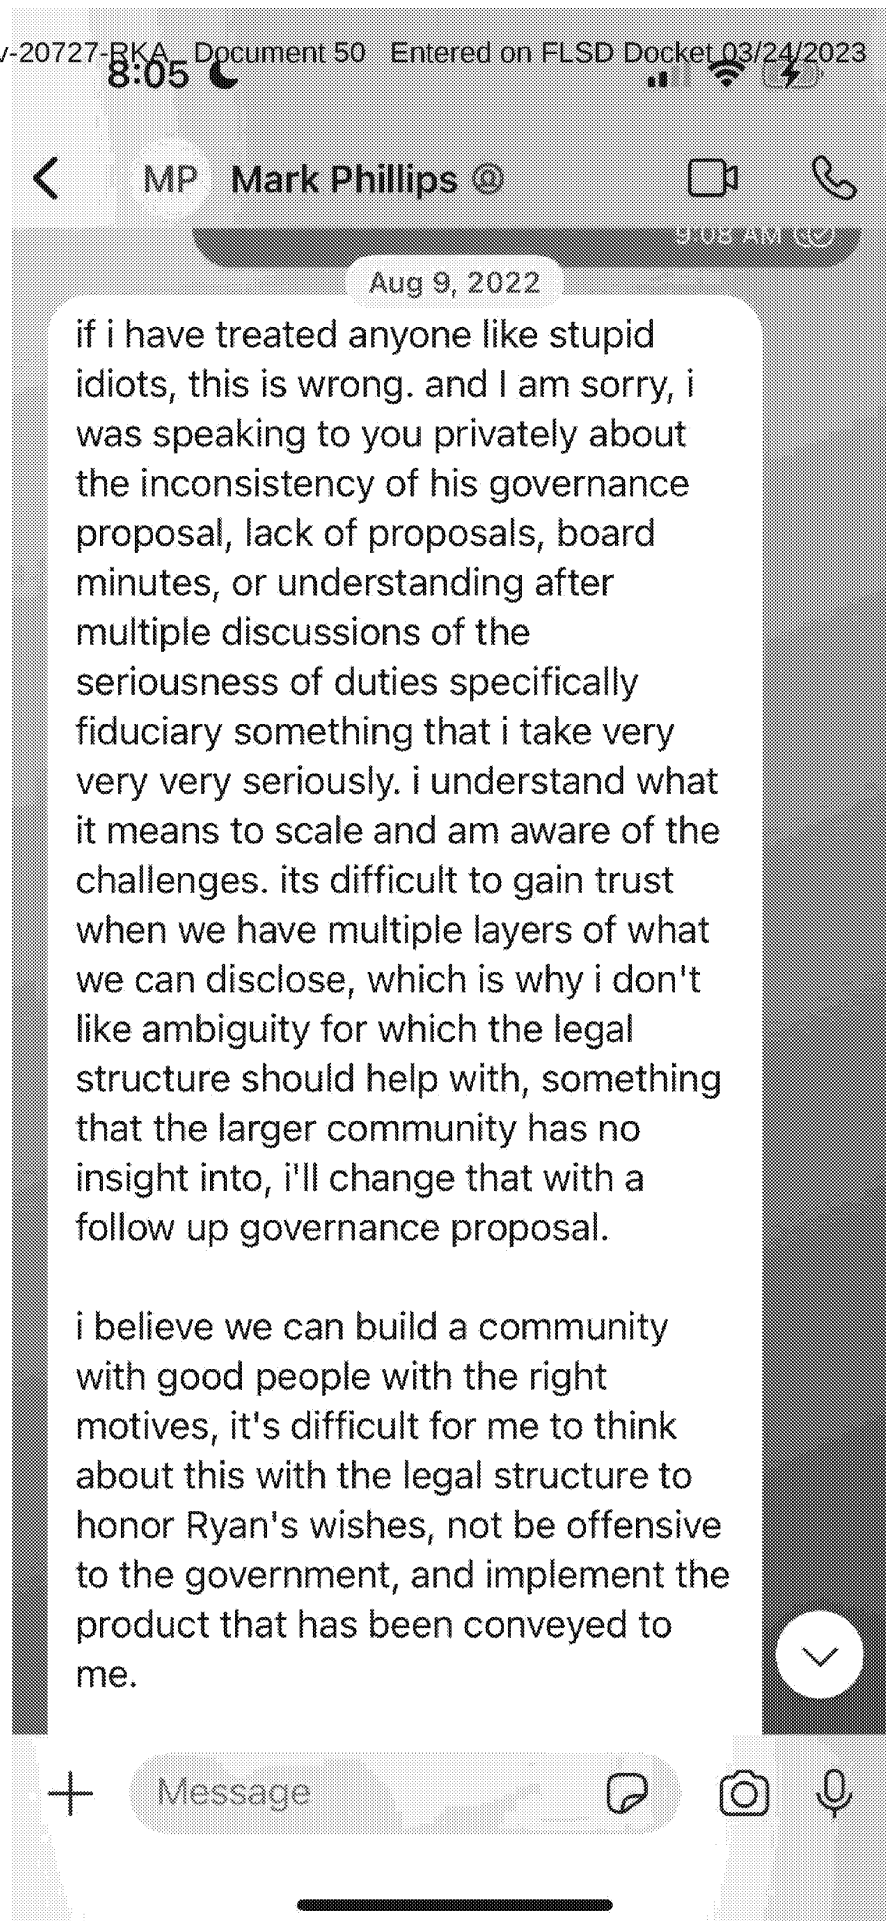 v-20727-RKA Document 50 Entered on FLSD Docket 03/24/2023
8:05
MP Mark Phillips
9:08 AM
Aug 9, 2022
if i have treated anyone like stupid
idiots, this is wrong. and I am sorry, i
was speaking to you privately about
the inconsistency of his governance
proposal, lack of proposals, board
minutes, or understanding after
multiple discussions of the
seriousness of duties specifically
fiduciary something that i take very
very very seriously. i understand what
it means to scale and am aware of the
challenges. its difficult to gain trust
when we have multiple layers of what
we can disclose, which is why i don't
like ambiguity for which the legal
structure should help with, something
that the larger community has no
insight into, i'll change that with a
follow up governance proposal.
i believe we can build a community
with good people with the right
motives, it's difficult for me to think
about this with the legal structure to
honor Ryan's wishes, not be offensive
to the government, and implement the
product that has been conveyed to
me.
Message